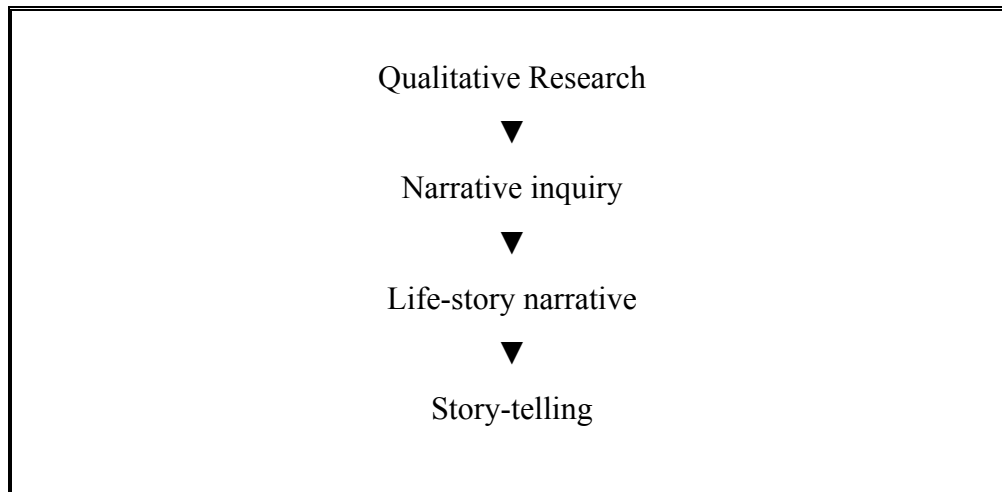 Qualitative Research
Narrative inquiry
Life-story narrative
Story-telling